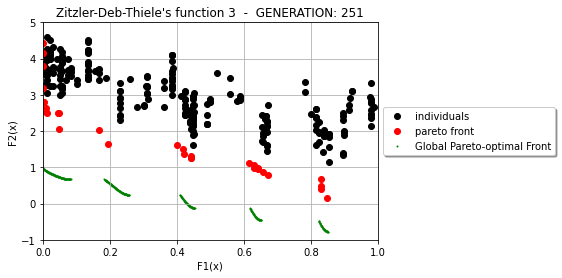 Zitzler-Deb-Thiele's function 3 - GENERATION: 251
5
4
3
2
1
0
−1
F2(x)
0.0 0.2 0.4 0.6 0.8 1.0
F1(x)
individuals
pareto front
Global Pareto-optimal Front